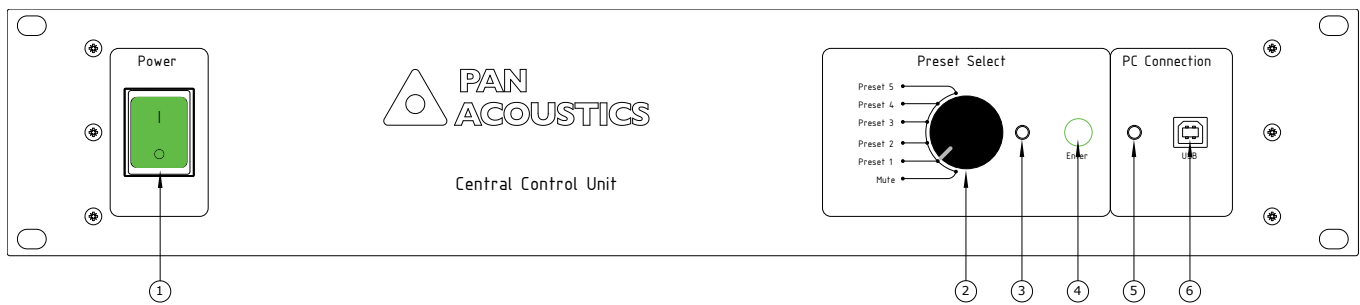 Power
PAN
ACOUSTICS
Central Control Unit
Preset Select
Preset 5
Preset 4
Preset 3
Preset 2
Preset 1
Mute
Enter
PC Connection
USB
1
2
3
4
5
6